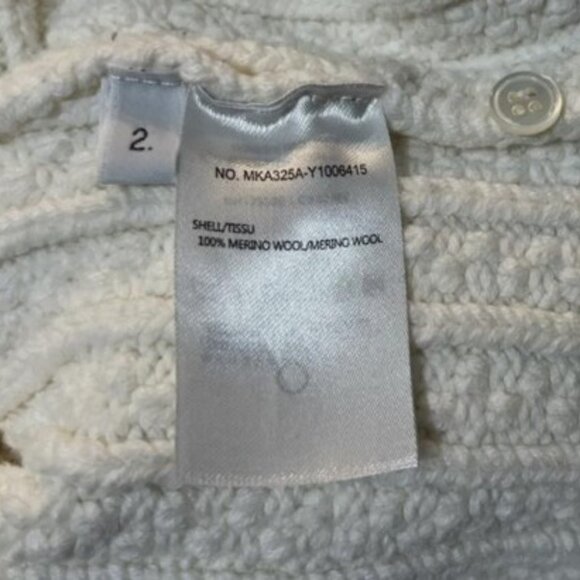 2.
NO. MKA325A-Y1006415
SHELL/TISSU
100% MERINO WOOL/MERINO WOOL